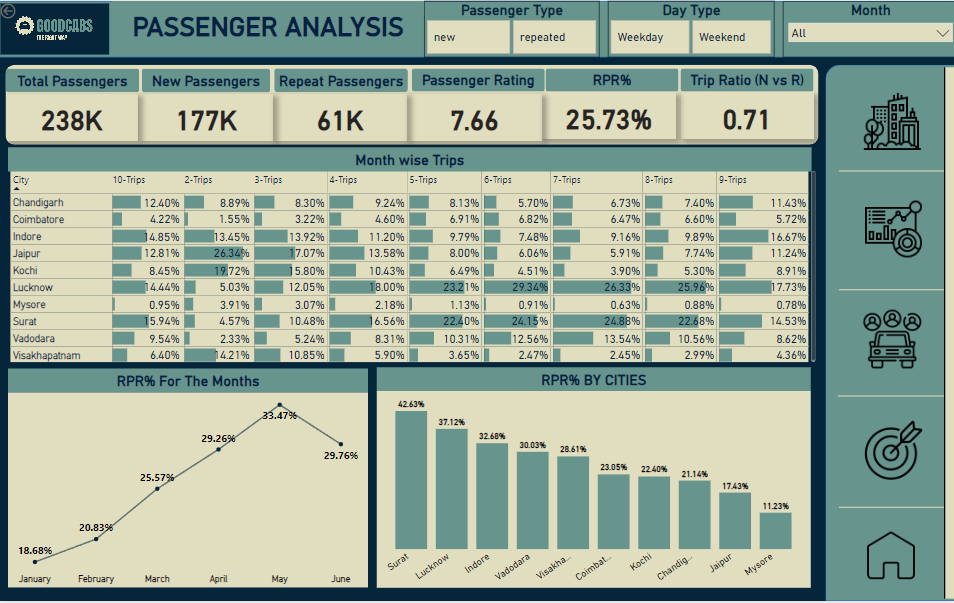 GOODCABS
THE RIGHT WAY
PASSENGER ANALYSIS
Passenger Type
new
repeated
Day Type
Weekday
Weekend
Month
All
Total Passengers
238K
New Passengers
177K
Repeat Passengers
61K
Passenger Rating
7.66
RPR%
25.73%
Trip Ratio (N vs R)
0.71
Month wise Trips
City 10-Trips 2-Trips 3-Trips 4-Trips 5-Trips 6-Trips 7-Trips 8-Trips 9-Trips
Chandigarh 12.40% 8.89% 8.30% 9.24% 8.13% 5.70% 6.73% 7.40% 11.43%
Coimbatore 4.22% 1.55% 3.22% 4.60% 6.91% 6.82% 6.47% 6.60% 5.72%
Indore 14.85% 13.45% 13.92% 11.20% 9.79% 7.48% 9.16% 9.89% 16.67%
Jaipur 12.81% 26.34% 17.07% 13.58% 8.00% 6.06% 5.91% 7.74% 11.24%
Kochi 8.45% 19.72% 15.80% 10.43% 6.49% 4.51% 3.90% 5.30% 8.91%
Lucknow 14.44% 5.03% 12.05% 18.00% 23.21% 29.34% 26.33% 25.96% 17.73%
Mysore 0.95% 3.91% 3.07% 2.18% 1.13% 0.91% 0.63% 0.88% 0.78%
Surat 15.94% 4.57% 10.48% 16.56% 22.40% 24.15% 24.88% 22.68% 14.53%
Vadodara 9.54% 2.33% 5.24% 8.31% 10.31% 12.56% 13.54% 10.56% 8.62%
Visakhapatnam 6.40% 14.21% 10.85% 5.90% 3.65% 2.47% 2.45% 2.99% 4.36%
RPR% For The Months
18.68%
20.83%
25.57%
29.26%
33.47%
29.76%
January February March April May June
RPR% BY CITIES
42.63%
37.12%
32.68%
30.03%
28.61%
23.05%
22.40%
21.14%
17.43%
11.23%
Surat
Lucknow
Indore
Vadodara
Visakha...
Coimbat...
Kochi
Chandig...
Jaipur
Mysore